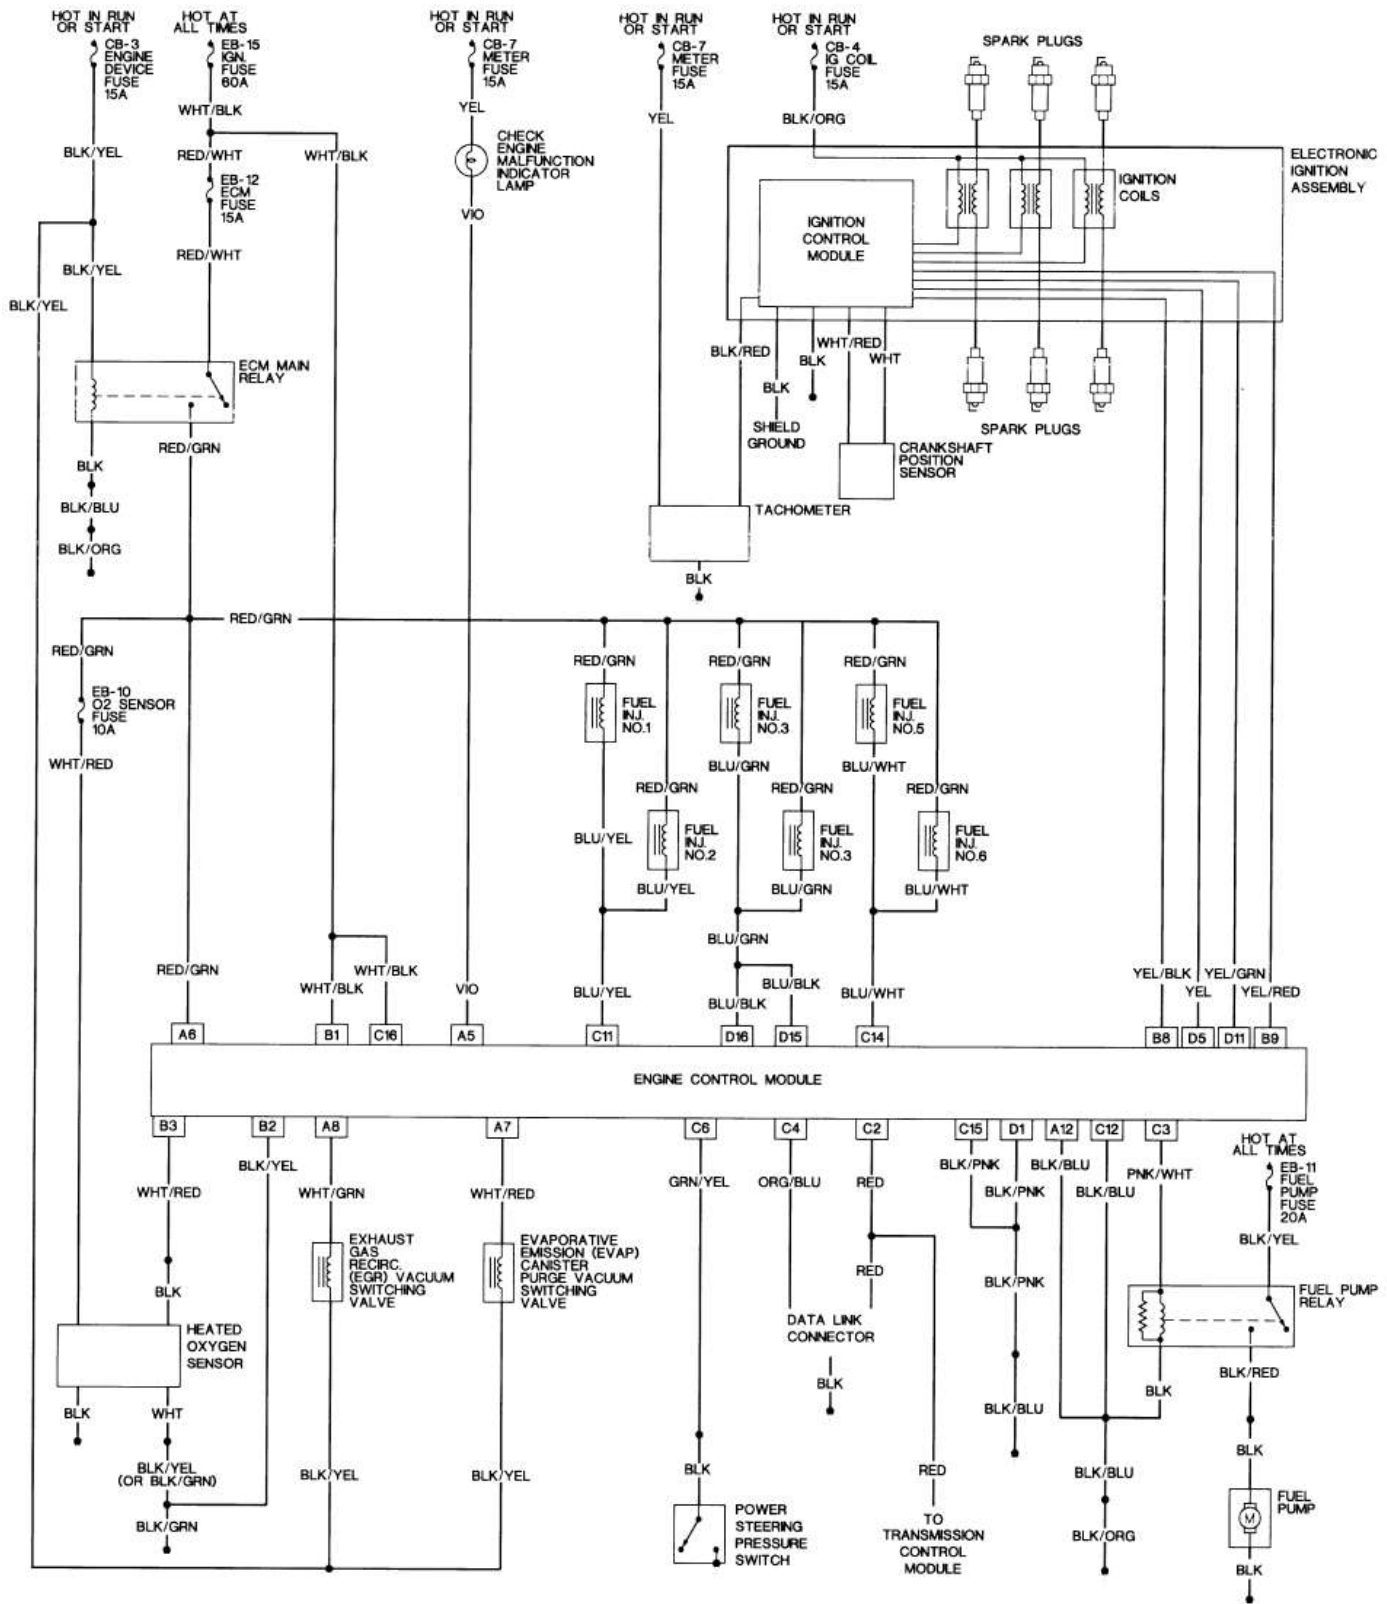 HOT IN RUN
OR START
CB-3
ENGINE
DEVICE
FUSE
15A
HOT AT
ALL TIMES
EB-15
IGN.
FUSE
60A
HOT IN RUN
OR START
CB-7
METER
FUSE
15A
HOT IN RUN
OR START
CB-7
METER
FUSE
15A
HOT IN RUN
OR START
CB-4
IG COIL
FUSE
15A
SPARK PLUGS
WHT/BLK
YEL
YEL
BLK/ORG
BLK/YEL
RED/WHT
WHT/BLK
CHECK
ENGINE
MALFUNCTION
INDICATOR
LAMP
ELECTRONIC
IGNITION
ASSEMBLY
EB-12
ECM
FUSE
15A
IGNITION
COILS
VIO
IGNITION
CONTROL
MODULE
RED/WHT
BLK/YEL
BLK/YEL
ECM MAIN
RELAY
BLK/RED
BLK
BLK
WHT/RED
WHT
SHIELD
GROUND
SPARK PLUGS
CRANKSHAFT
POSITION
SENSOR
RED/GRN
BLK
BLK/BLU
BLK/ORG
TACHOMETER
BLK
RED/GRN
RED/GRN
EB-10
O2 SENSOR
FUSE
10A
WHT/RED
RED/GRN
RED/GRN
RED/GRN
FUEL
INJ.
NO.1
FUEL
INJ.
NO.3
FUEL
INJ.
NO.5
BLU/GRN
BLU/WHT
RED/GRN
RED/GRN
RED/GRN
BLU/YEL
FUEL
INJ.
NO.2
FUEL
INJ.
NO.3
FUEL
INJ.
NO.6
BLU/YEL
BLU/GRN
BLU/WHT
BLU/GRN
RED/GRN
WHT/BLK
WHT/BLK
VIO
BLU/YEL
BLU/BLK
BLU/BLK
BLU/WHT
YEL/BLK
YEL
YEL/GRN
YEL/RED
A6
B1
C16
A5
C11
D16
D15
C14
B8
D5
D11
B9
ENGINE CONTROL MODULE
B3
B2
A8
A7
C6
C4
C2
C15
D1
A12
C12
C3
HOT AT
ALL TIMES
EB-11
FUEL
PUMP
FUSE
20A
BLK/YEL
WHT/RED
WHT/GRN
WHT/RED
GRN/YEL
ORG/BLU
RED
BLK/PNK
BLK/PNK
BLK/BLU
BLK/BLU
PNK/WHT
BLK/YEL
EXHAUST
GAS
RECIRC.
(EGR) VACUUM
SWITCHING
VALVE
EVAPORATIVE
EMISSION (EVAP)
CANISTER
PURGE VACUUM
SWITCHING
VALVE
RED
BLK/PNK
FUEL PUMP
RELAY
BLK
HEATED
OXYGEN
SENSOR
DATA LINK
CONNECTOR
BLK
BLK/RED
BLK
BLK
WHT
BLK/BLU
BLK
BLK/YEL
(OR BLK/GRN)
BLK/YEL
BLK/YEL
BLK
RED
BLK/BLU
BLK/GRN
POWER
STEERING
PRESSURE
SWITCH
TO
TRANSMISSION
CONTROL
MODULE
BLK/ORG
M
FUEL
PUMP
BLK